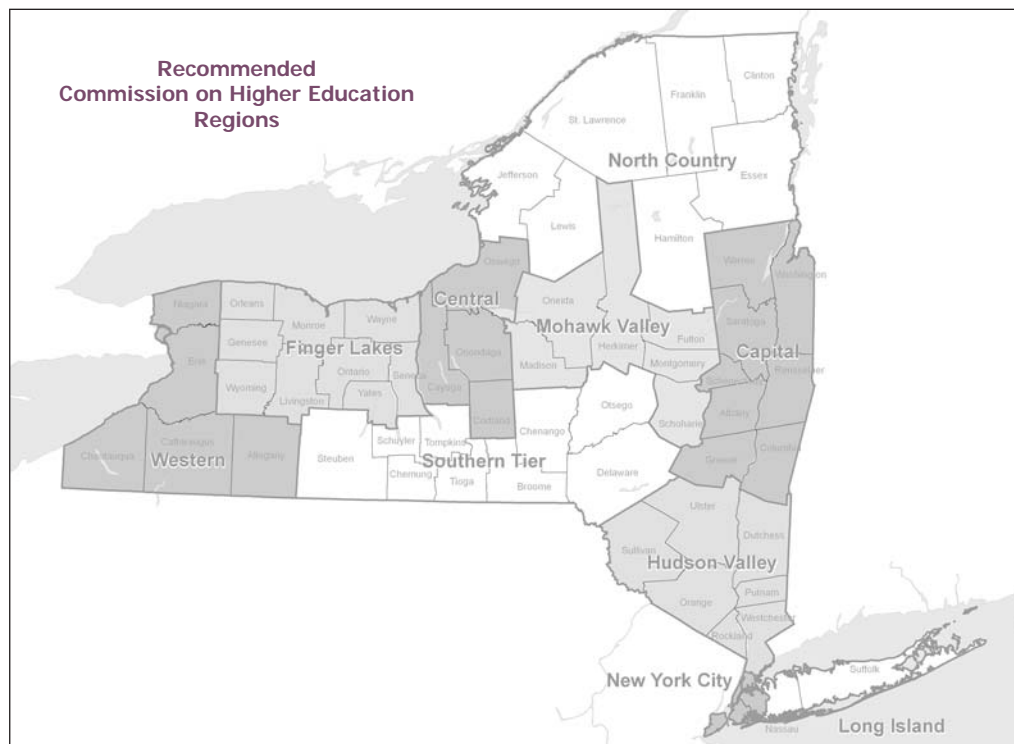 Recommended
Commission on Higher Education
Regions
Clinton
Franklin
St. Lawrence
North Country
Essex
Jefferson
Lewis
Hamilton
Warren
Washington
Oswego
Central
Niagara
Orleans
Oneida
Saratoga
Monroe
Wayne
Mohawk Valley
Fulton
Genesee
Finger Lakes
Herkimer
Onondaga
Capital
Erie
Ontario
Madison
Montgomery
Rensselaer
Seneca
Wyoming
Cayuga
Schenectady
Livingston
Yates
Otsego
Schoharie
Albany
Cortland
Chenango
Schuyler
Tompkins
Cattaraugus
Chautauqua
Western
Allegany
Steuben
Southern Tier
Columbia
Greene
Chemung
Tioga
Delaware
Broome
Ulster
Dutchess
Sullivan
Hudson Valley
Putnam
Orange
Westchester
Rockland
New York City
Suffolk
Nassau
Long Island